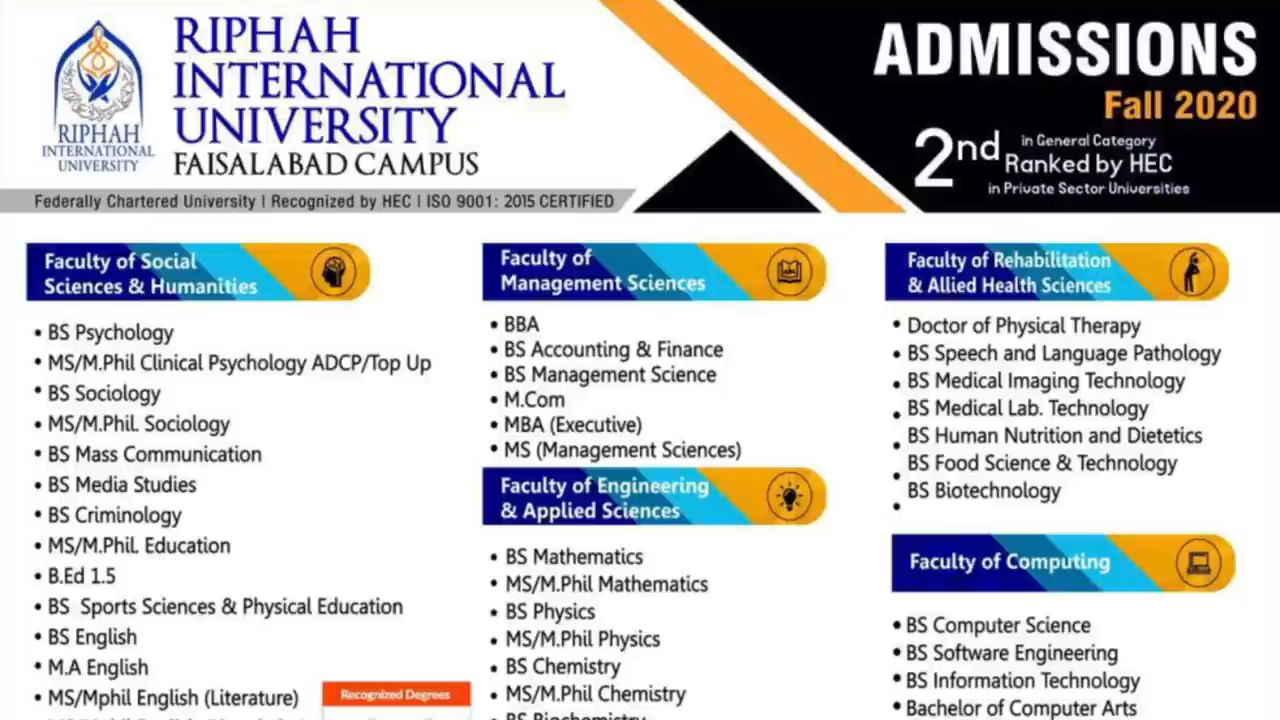 RIPHAH
INTERNATIONAL
UNIVERSITY
FAISALABAD CAMPUS
RIPHAH
INTERNATIONAL
UNIVERSITY
Federally Chartered University | Recognized by HEC | ISO 9001: 2015 CERTIFIED
ADMISSIONS
Fall 2020
2nd
in General Category
Ranked by HEC
in Private Sector Universities
Faculty of Social
Sciences & Humanities
• BS Psychology
• MS/M.Phil Clinical Psychology ADCP/Top Up
• BS Sociology
• MS/M.Phil. Sociology
• BS Mass Communication
• BS Media Studies
• BS Criminology
• MS/M.Phil. Education
• B.Ed 1.5
• BS Sports Sciences & Physical Education
• BS English
• M.A English
• MS/Mphil English (Literature)
Recognized Degrees
Faculty of
Management Sciences
• BBA
• BS Accounting & Finance
• BS Management Science
• M.Com
• MBA (Executive)
• MS (Management Sciences)
Faculty of Engineering
& Applied Sciences
• BS Mathematics
• MS/M.Phil Mathematics
• BS Physics
• MS/M.Phil Physics
• BS Chemistry
• MS/M.Phil Chemistry
BS Biochemistry
Faculty of Rehabilitation
& Allied Health Sciences
• Doctor of Physical Therapy
• BS Speech and Language Pathology
• BS Medical Imaging Technology
• BS Medical Lab. Technology
• BS Human Nutrition and Dietetics
• BS Food Science & Technology
• BS Biotechnology
Faculty of Computing
• BS Computer Science
• BS Software Engineering
• BS Information Technology
• Bachelor of Computer Arts